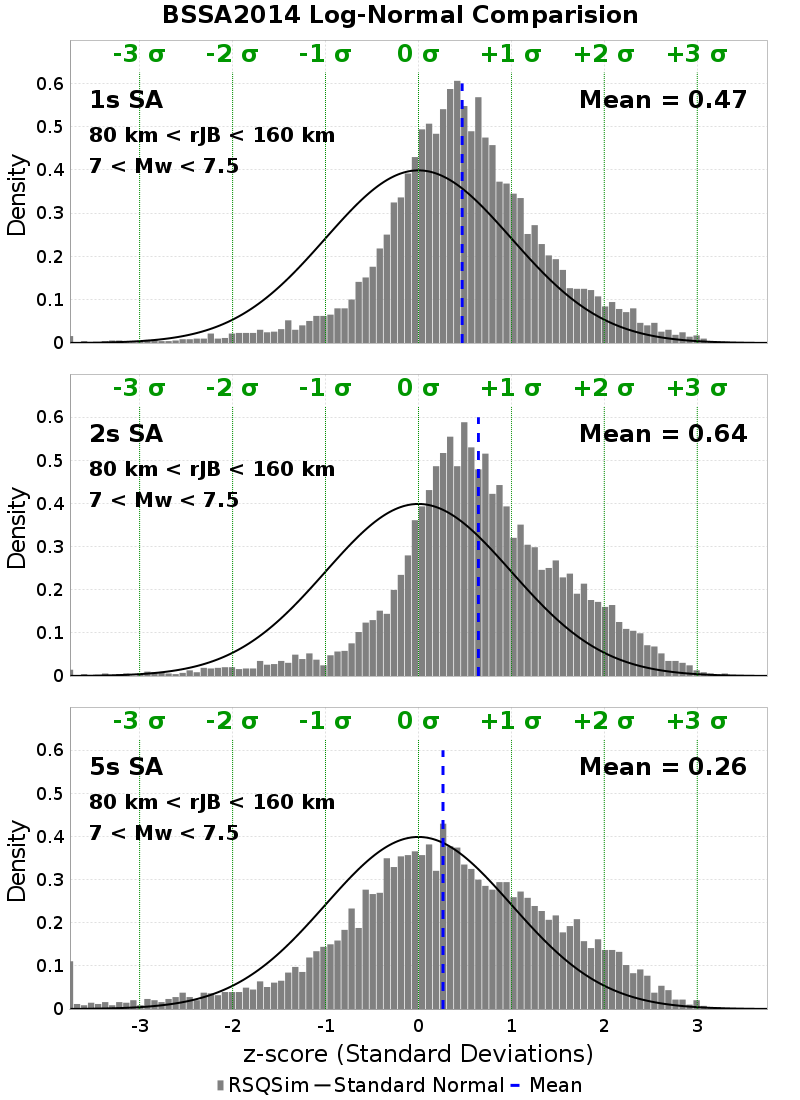 BSSA2014 Log-Normal Comparision
-3 σ -2 σ -1 σ 0 σ +1 σ +2 σ +3 σ
1s SA
Mean = 0.47
80 km < rJB < 160 km
7 < Mw < 7.5
Density
0.6
0.5
0.4
0.3
0.2
0.1
0
-3 σ -2 σ -1 σ 0 σ +1 σ +2 σ +3 σ
2s SA
Mean = 0.64
80 km < rJB < 160 km
7 < Mw < 7.5
Density
0.6
0.5
0.4
0.3
0.2
0.1
0
-3 σ -2 σ -1 σ 0 σ +1 σ +2 σ +3 σ
5s SA
Mean = 0.26
80 km < rJB < 160 km
7 < Mw < 7.5
Density
0.6
0.5
0.4
0.3
0.2
0.1
0
-3 -2 -1 0 1 2 3
z-score (Standard Deviations)
RSQSim Standard Normal Mean